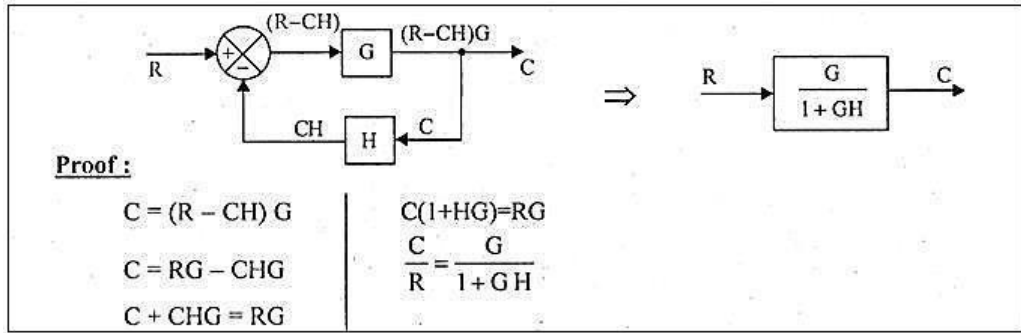 (R–CH) (R–CH)G
+ G
R – C
CH H C
⇒
R G C
1 + GH
Proof :
C = (R – CH) G
C = RG – CHG
C + CHG = RG
C(1+HG)=RG
C/R = G/1 + G H